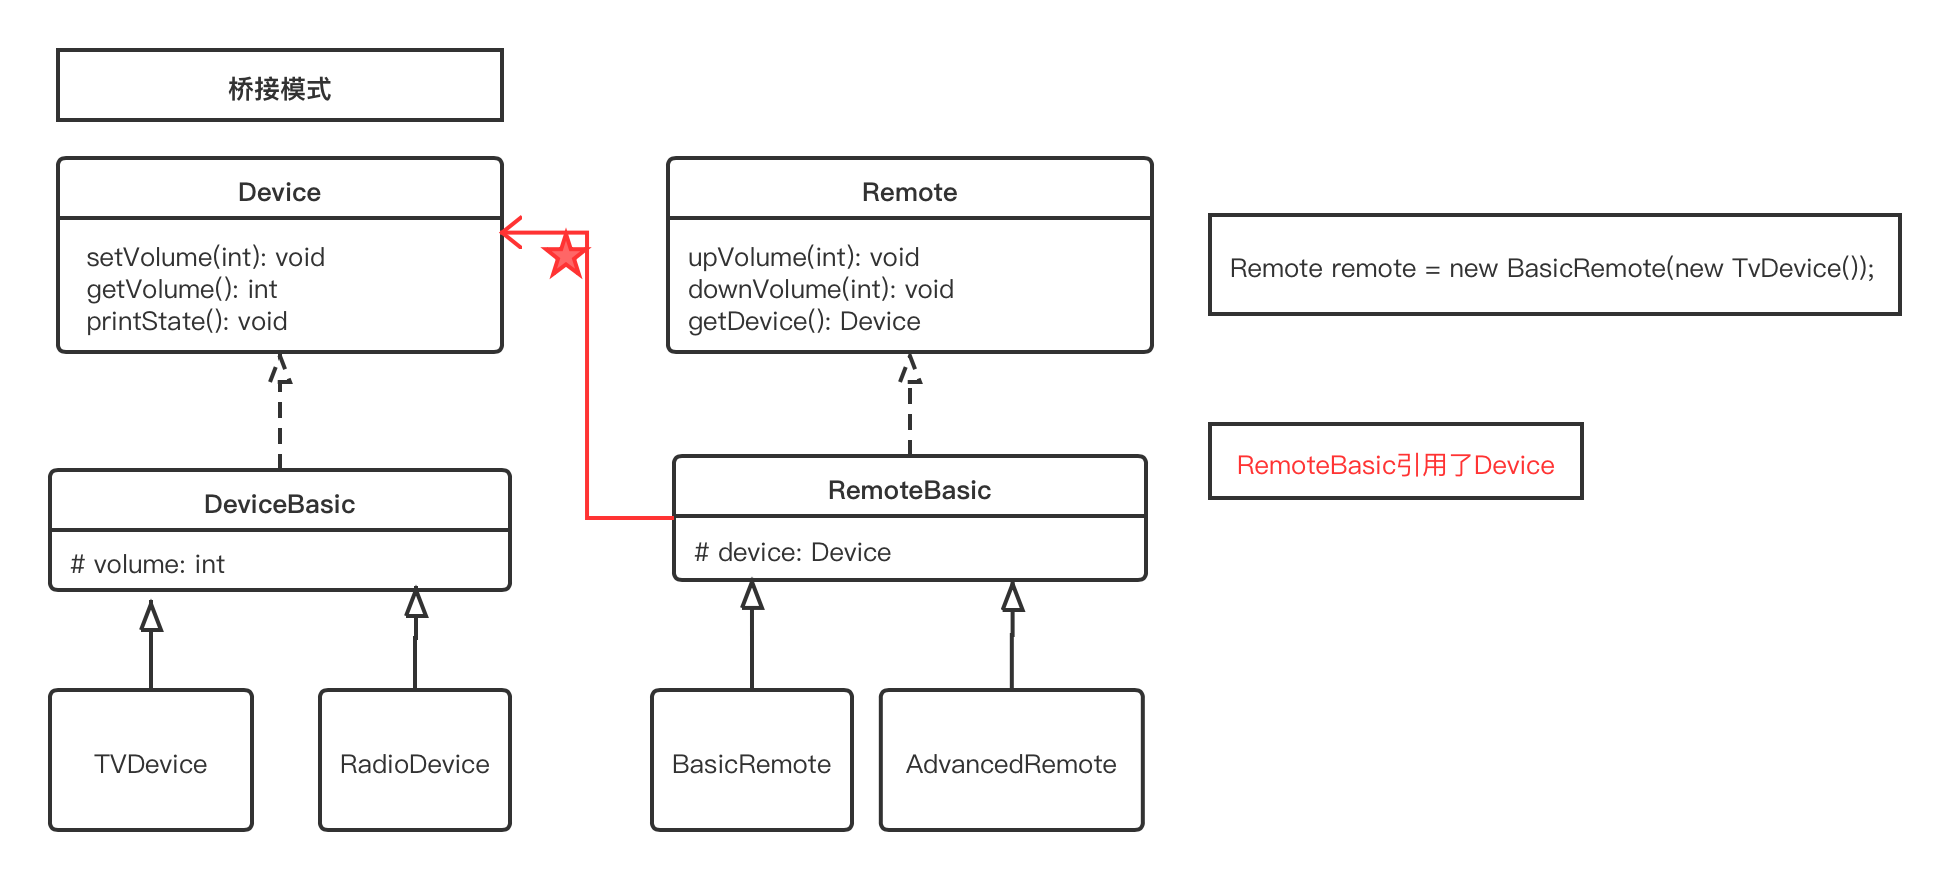 桥接模式
Device
setVolume(int): void
getVolume(): int
printState(): void
Remote
upVolume(int): void
downVolume(int): void
getDevice(): Device
Remote remote = new BasicRemote(new TvDevice());
RemoteBasic引用了Device
DeviceBasic
# volume: int
RemoteBasic
# device: Device
TVDevice
RadioDevice
BasicRemote
AdvancedRemote